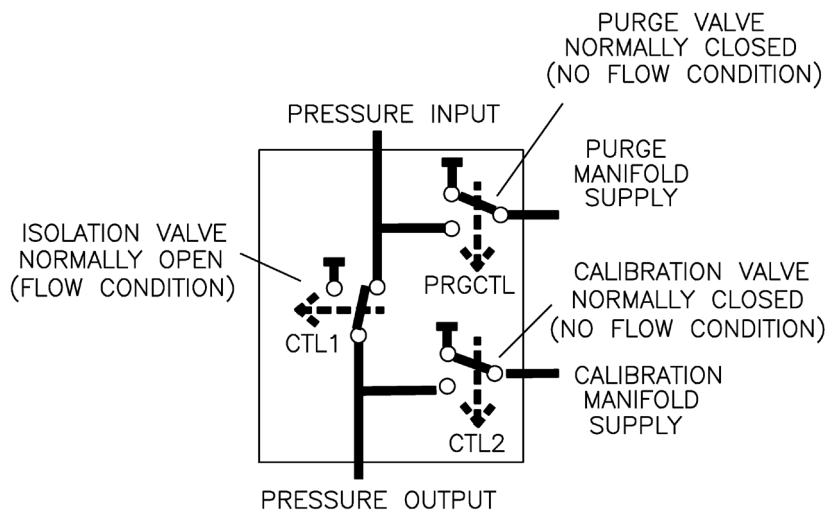 PURGE VALVE
NORMALLY CLOSED
(NO FLOW CONDITION)
PRESSURE INPUT
PURGE
MANIFOLD
SUPPLY
ISOLATION VALVE
NORMALLY OPEN
(FLOW CONDITION)
PRGCTL
CALIBRATION VALVE
NORMALLY CLOSED
(NO FLOW CONDITION)
CTL1
CALIBRATION
MANIFOLD
SUPPLY
CTL2
PRESSURE OUTPUT